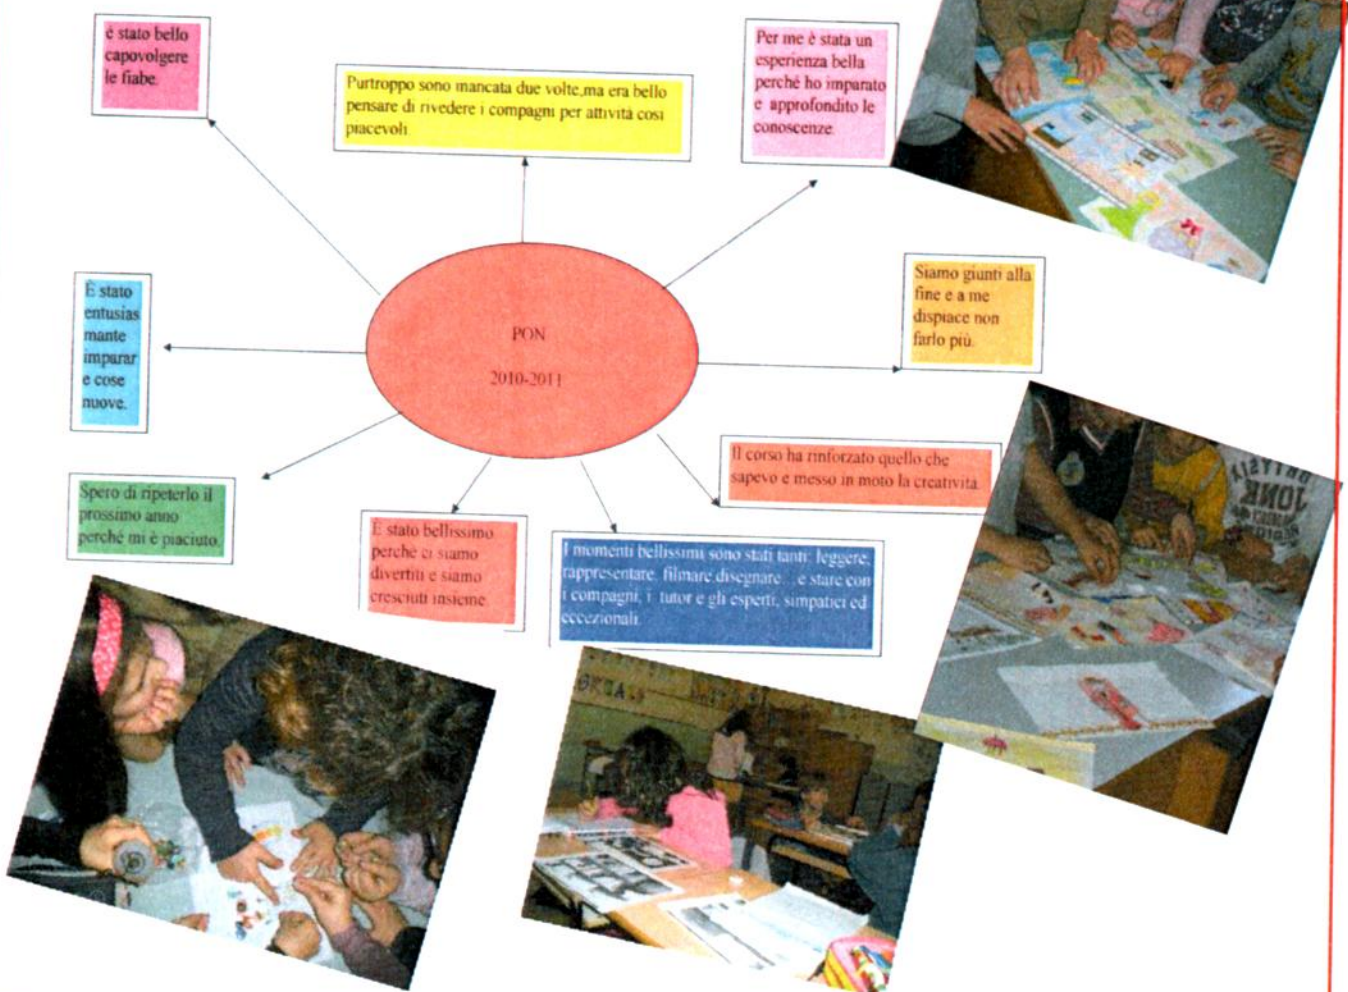 è stato bello
capovolgere
le fiabe.
Purtroppo sono mancata due volte,ma era bello
pensare di rivedere i compagni per attività così
piacevoli.
Per me è stata un
esperienza bella
perché ho imparato
e approfondito le
conoscenze.
È stato
entusias
mante
imparar
e cose
nuove.
PON
2010-2011
Siamo giunti alla
fine e a me
dispiace non
farlo più.
Il corso ha rinforzato quello che
sapevo e messo in moto la creatività.
Spero di ripeterlo il
prossimo anno
perché mi è piaciuto.
È stato bellissimo
perché ci siamo
divertiti e siamo
cresciuti insieme
I momenti bellissimi sono stati tanti: leggere,
rappresentare, filmare,disegnare...e stare con
i compagni, i tutor e gli esperti, simpatici ed
eccezionali.
JONE